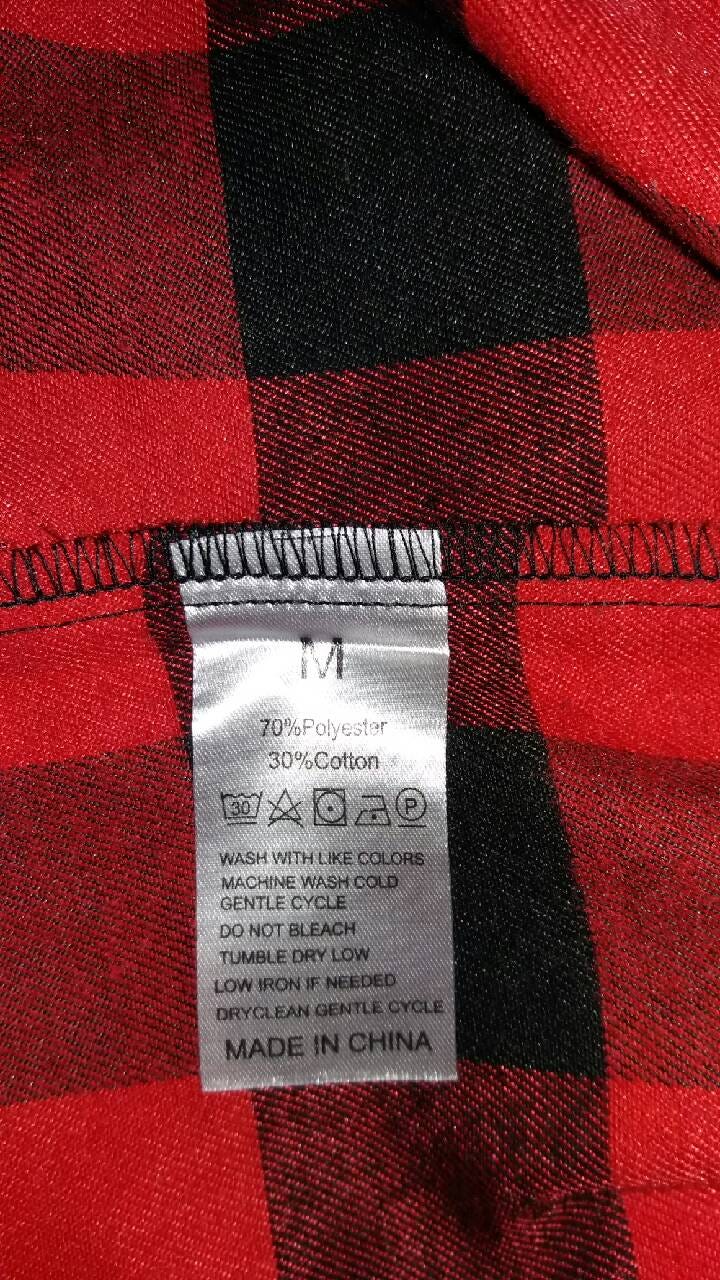 M
70%Polyester
30%Cotton
30 P
WASH WITH LIKE COLORS
MACHINE WASH COLD
GENTLE CYCLE
DO NOT BLEACH
TUMBLE DRY LOW
LOW IRON IF NEEDED
DRYCLEAN GENTLE CYCLE
MADE IN CHINA